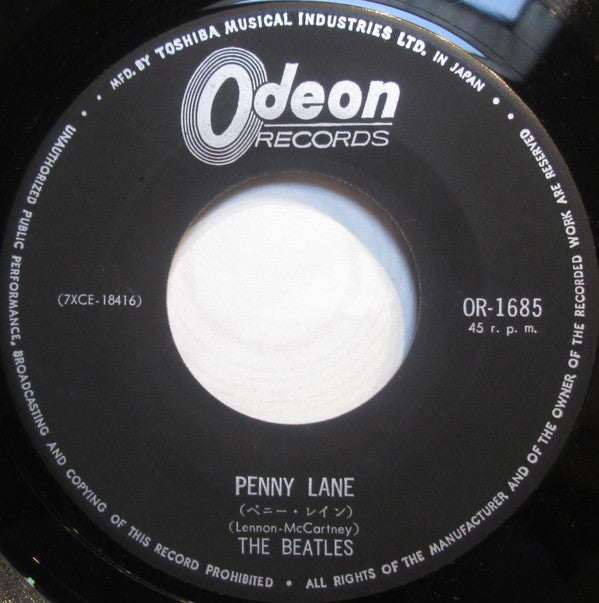 • MFD. BY TOSHIBA MUSICAL INDUSTRIES LTD. IN JAPAN •
Odeon
RECORDS
(7XCE-18416)
OR-1685
45 r. p. m.
PENNY LANE
(ペニー・レイン)
(Lennon-McCartney)
THE BEATLES
• UNAUTHORIZED PUBLIC PERFORMANCE, BROADCASTING AND COPYING OF THIS RECORD PROHIBITED • ALL RIGHTS OF THE MANUFACTURER AND OF THE OWNER OF THE RECORDED WORK ARE RESERVED •